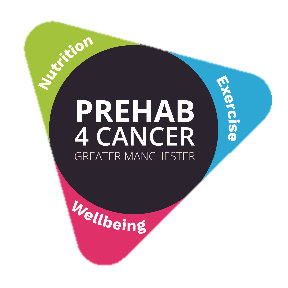 Nutrition
Exercise
PREHAB
4 CANCER
GREATER MANCHESTER
Wellbeing